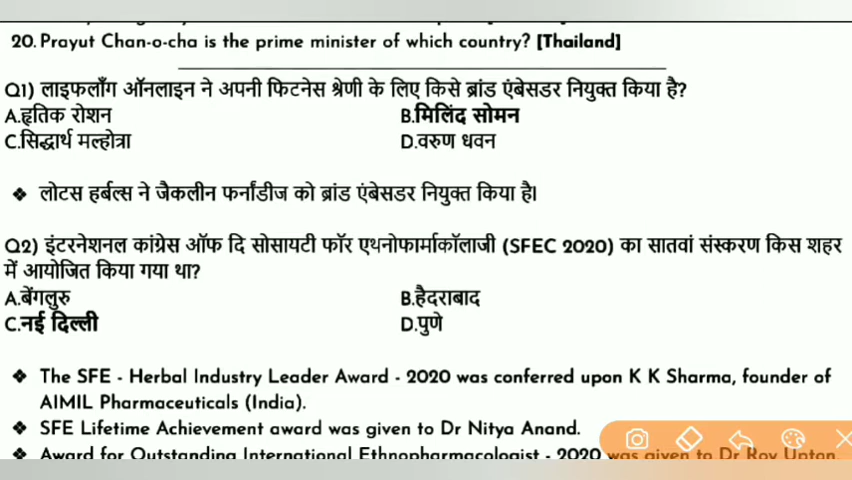 20. Prayut Chan-o-cha is the prime minister of which country? [Thailand]
Q1) लाइफलाँग ऑनलाइन ने अपनी फिटनेस श्रेणी के लिए किसे ब्रांड एंबेसडर नियुक्त किया है?
A.हृतिक रोशन B.मिलिंद सोमन
C.सिद्धार्थ मल्होत्रा D.वरुण धवन
❖ लोटस हर्बल्स ने जैकलीन फर्नांडीज को ब्रांड एंबेसडर नियुक्त किया है।
Q2) इंटरनेशनल कांग्रेस ऑफ दि सोसायटी फॉर एथनोफार्माकॉलाजी (SFEC 2020) का सातवां संस्करण किस शहर
में आयोजित किया गया था?
A.बेंगलुरु B.हैदराबाद
C.नई दिल्ली D.पुणे
❖ The SFE - Herbal Industry Leader Award - 2020 was conferred upon K K Sharma, founder of
AIMIL Pharmaceuticals (India).
❖ SFE Lifetime Achievement award was given to Dr Nitya Anand.
❖ Award for Outstanding International Ethnopharmacologist - 2020 was given to Dr Roy Upton.